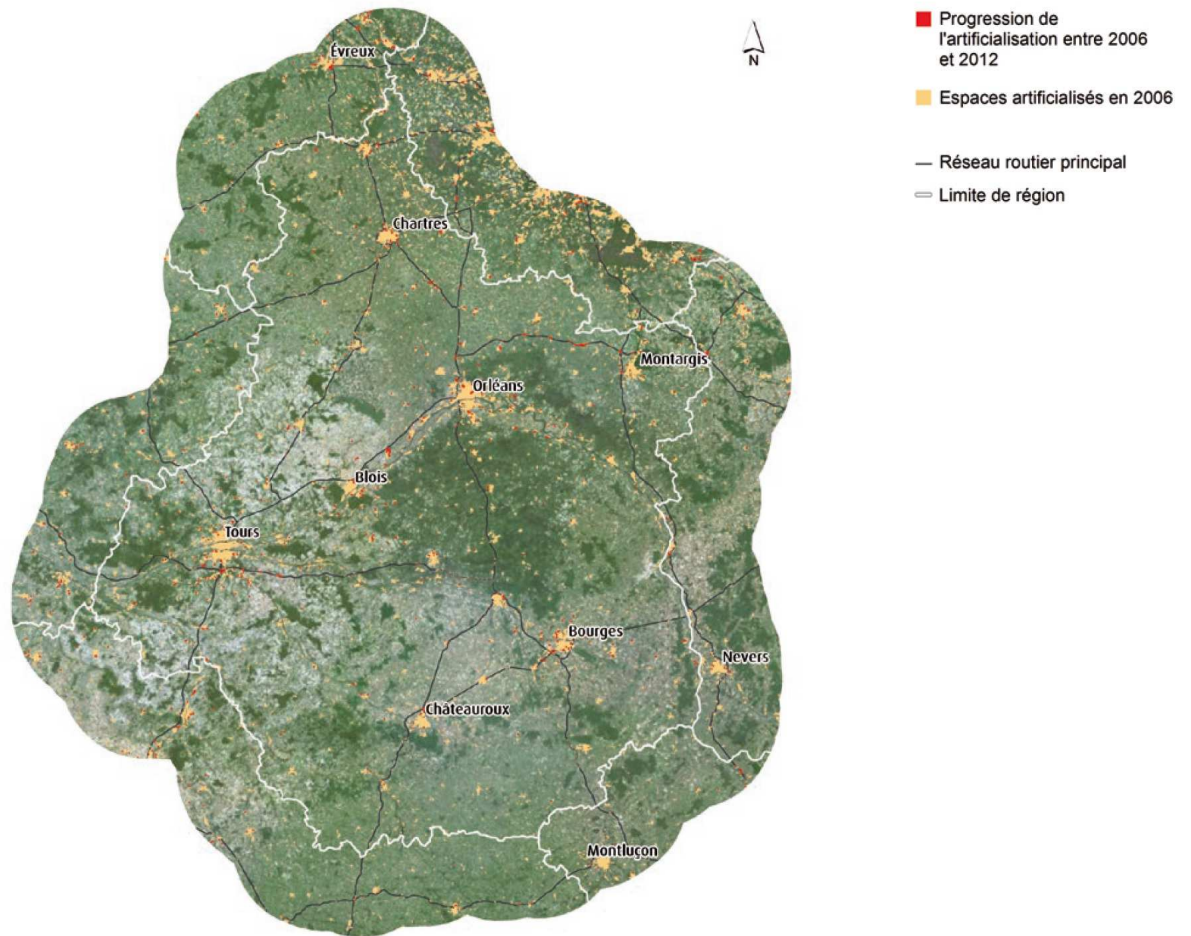 Progression de
l'artificialisation entre 2006
et 2012
Espaces artificialisés en 2006
Réseau routier principal
Limite de région
N
Évreux
Chartres
Montargis
Orléans
Blois
Tours
Bourges
Nevers
Châteauroux
Montluçon